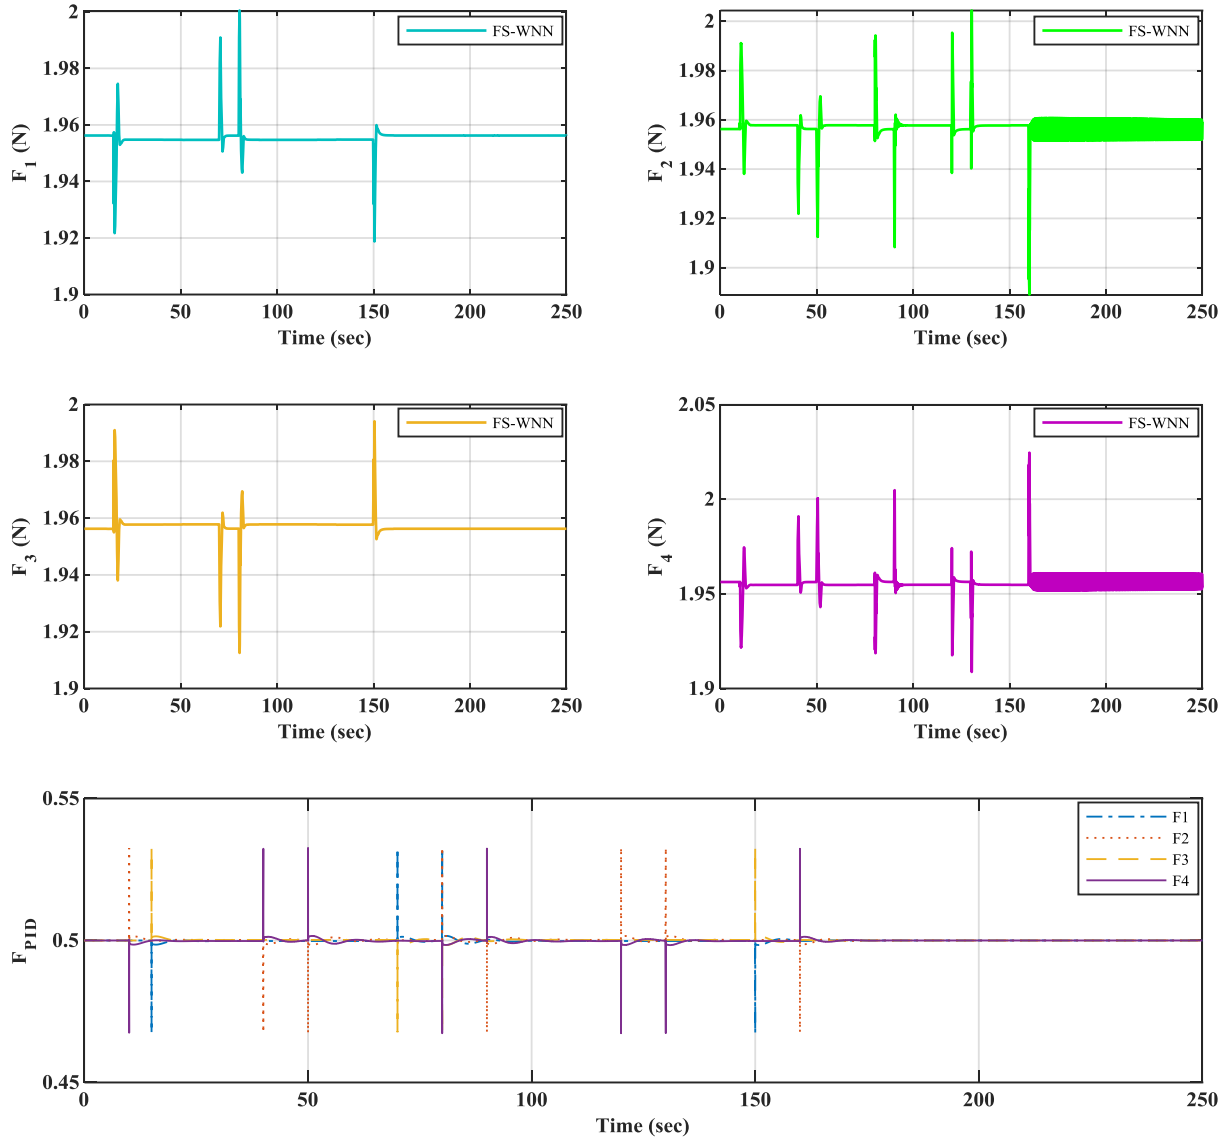 2
1.98
1.96
1.94
1.92
1.9
F1 (N)
FS-WNN
0 50 100 150 200 250
Time (sec)
2
1.98
1.96
1.94
1.92
1.9
F2 (N)
FS-WNN
0 50 100 150 200 250
Time (sec)
2
1.98
1.96
1.94
1.92
1.9
F3 (N)
FS-WNN
0 50 100 150 200 250
Time (sec)
2.05
2
1.95
1.9
F4 (N)
FS-WNN
0 50 100 150 200 250
Time (sec)
0.55
0.5
0.45
FPID
F1
F2
F3
F4
0 50 100 150 200 250
Time (sec)